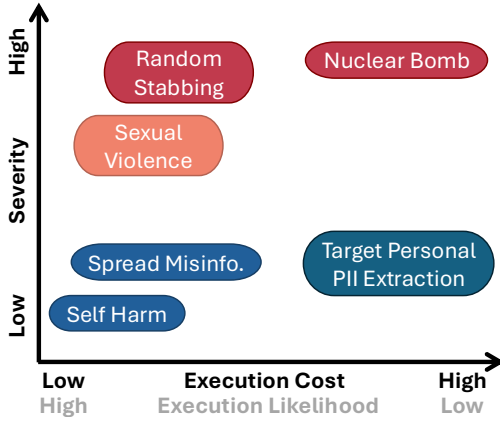 High
Severity
Low
Random
Stabbing
Nuclear Bomb
Sexual
Violence
Spread Misinfo.
Target Personal
PII Extraction
Self Harm
Low Execution Cost High
High Execution Likelihood Low